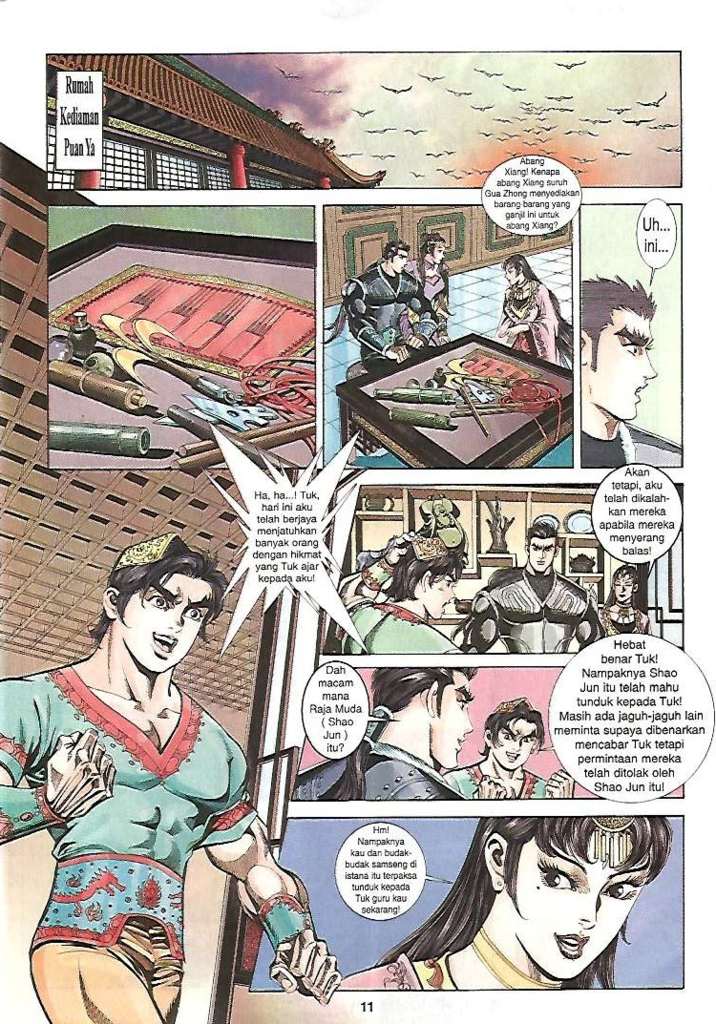 Rumah
Kediaman
Puan Ya
Abang
Xiang! Kenapa
abang Xiang suruh
Gua Zhong menyediakan
barang-barang yang
ganjil ini untuk
abang Xiang?
Uh...
ini...
Ha, ha...! Tuk,
hari ini aku
telah berjaya
menjatuhkan
banyak orang
dengan hikmat
yang Tuk ajar
kepada aku!
Akan
tetapi, aku
telah dikalah-
kan mereka
apabila mereka
menyerang
balas!
Dah
macam
mana
Raja Muda
( Shao
Jun )
itu?
Hebat
benar Tuk!
Nampaknya Shao
Jun itu telah mahu
tunduk kepada Tuk!
Masih ada jaguh-jaguh lain
meminta supaya dibenarkan
mencabar Tuk tetapi
permintaan mereka
telah ditolak oleh
Shao Jun itu!
Hm!
Nampaknya
kau dan budak-
budak samseng di
istana itu terpaksa
tunduk kepada
Tuk guru kau
sekarang!
11